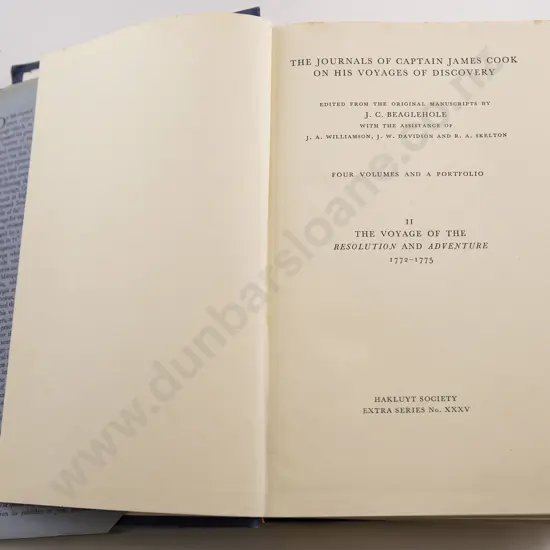 THE JOURNALS OF CAPTAIN JAMES COOK
ON HIS VOYAGES OF DISCOVERY
EDITED FROM THE ORIGINAL MANUSCRIPTS BY
J. C. BEAGLEHOLE
WITH THE ASSISTANCE OF
J. A. WILLIAMSON, J. W. DAVIDSON AND R. A. SKELTON
FOUR VOLUMES AND A PORTFOLIO
II
THE VOYAGE OF THE
RESOLUTION AND ADVENTURE
1772–1775
HAKLUYT SOCIETY
EXTRA SERIES No. XXXV
www.dunbarsloane.co.nz